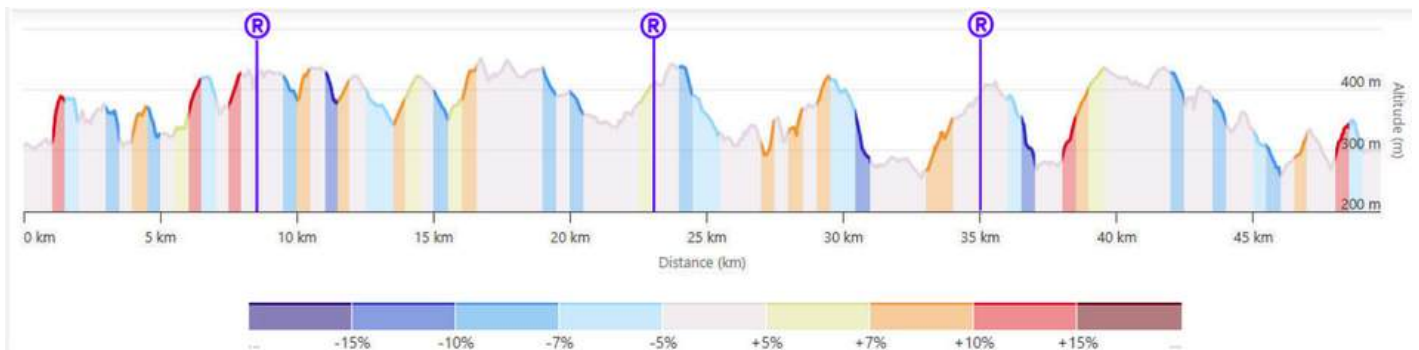 R R R
400 m
300 m
200 m
Altitude (m)
0 km 5 km 10 km 15 km 20 km 25 km 30 km 35 km 40 km 45 km
Distance (km)
... -15% -10% -7% -5% +5% +7% +10% +15% ...